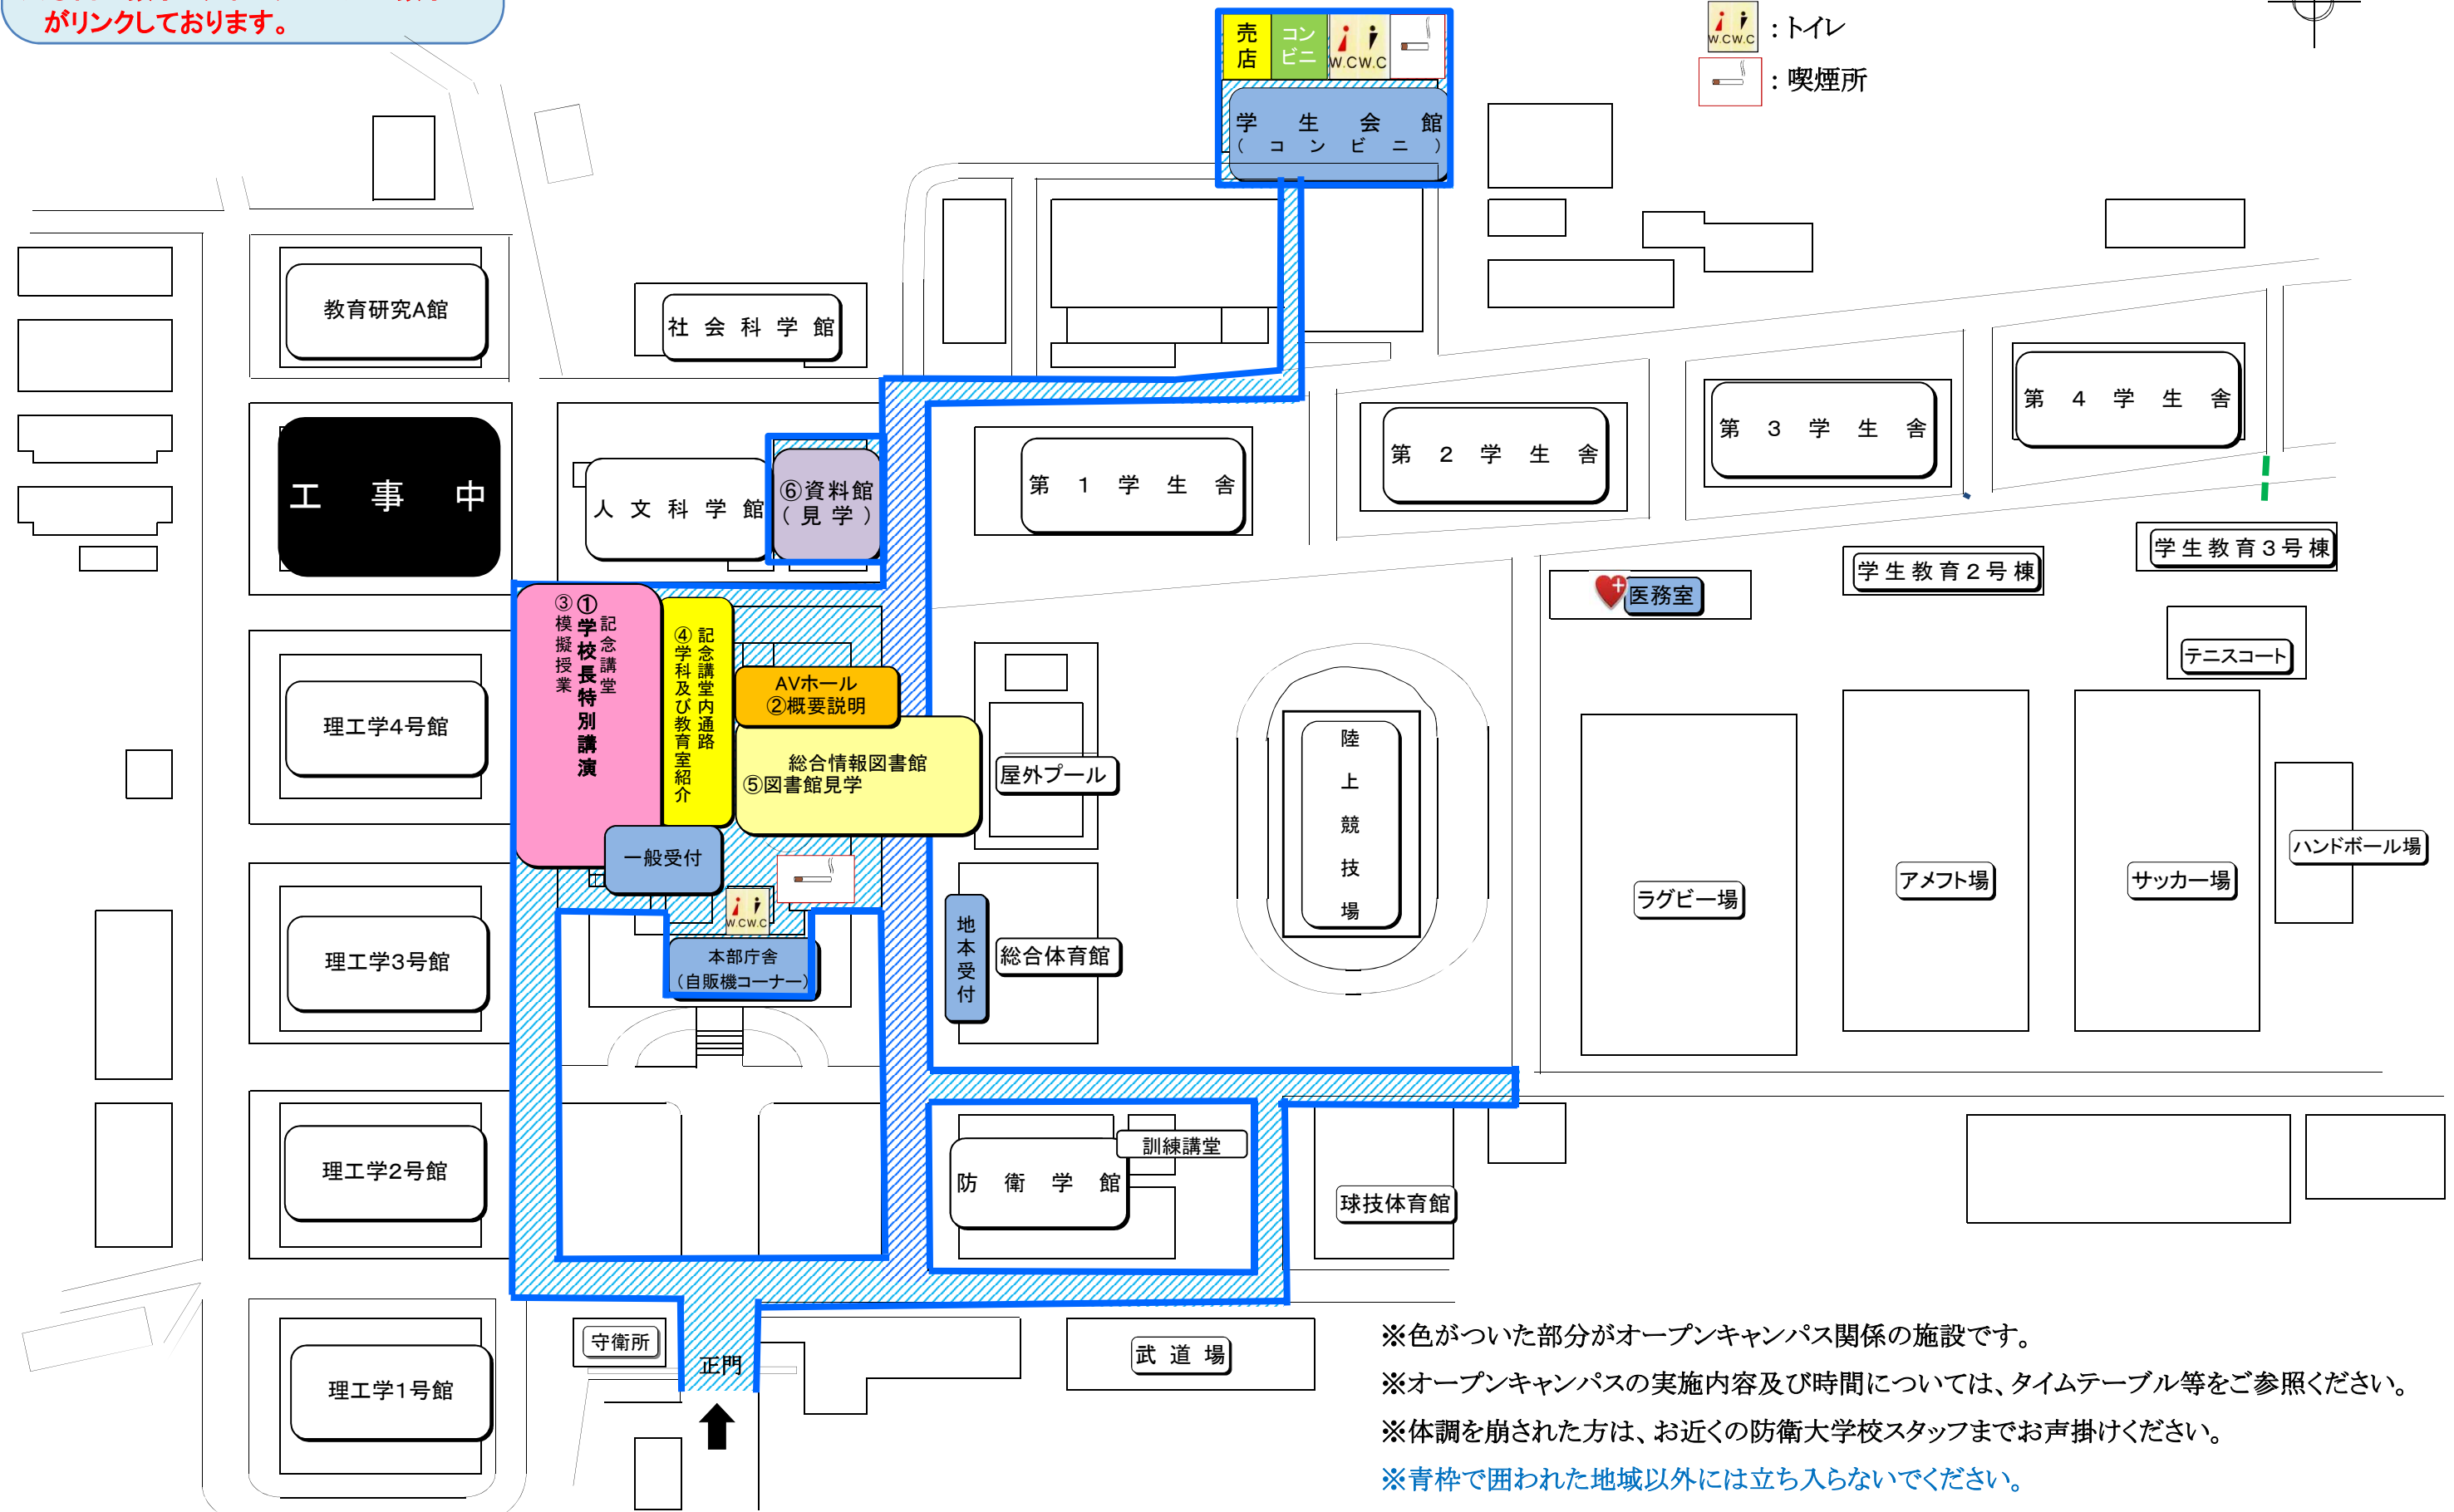 がリンクしております。
売店
コンビニ
W.C W.C
W.C W.C
：トイレ
：喫煙所
学生会館
（コンビニ）
教育研究A館
社会科学館
工事中
人文科学館
⑥資料館
（見学）
第１学生舎
第２学生舎
第３学生舎
第４学生舎
学生教育２号棟
学生教育３号棟
医務室
テニスコート
記念講堂
①学校長特別講演
③模擬授業
記念講堂内通路
④学科及び教育室紹介
AVホール
②概要説明
総合情報図書館
⑤図書館見学
理工学4号館
屋外プール
陸上競技場
一般受付
W.C W.C
本部庁舎
（自販機コーナー）
地本受付
総合体育館
ラグビー場
アメフト場
サッカー場
ハンドボール場
理工学3号館
理工学2号館
防衛学館
訓練講堂
球技体育館
理工学1号館
守衛所
正門
武道場
※色がついた部分がオープンキャンパス関係の施設です。
※オープンキャンパスの実施内容及び時間については、タイムテーブル等をご参照ください。
※体調を崩された方は、お近くの防衛大学校スタッフまでお声掛けください。
※青枠で囲われた地域以外には立ち入らないでください。